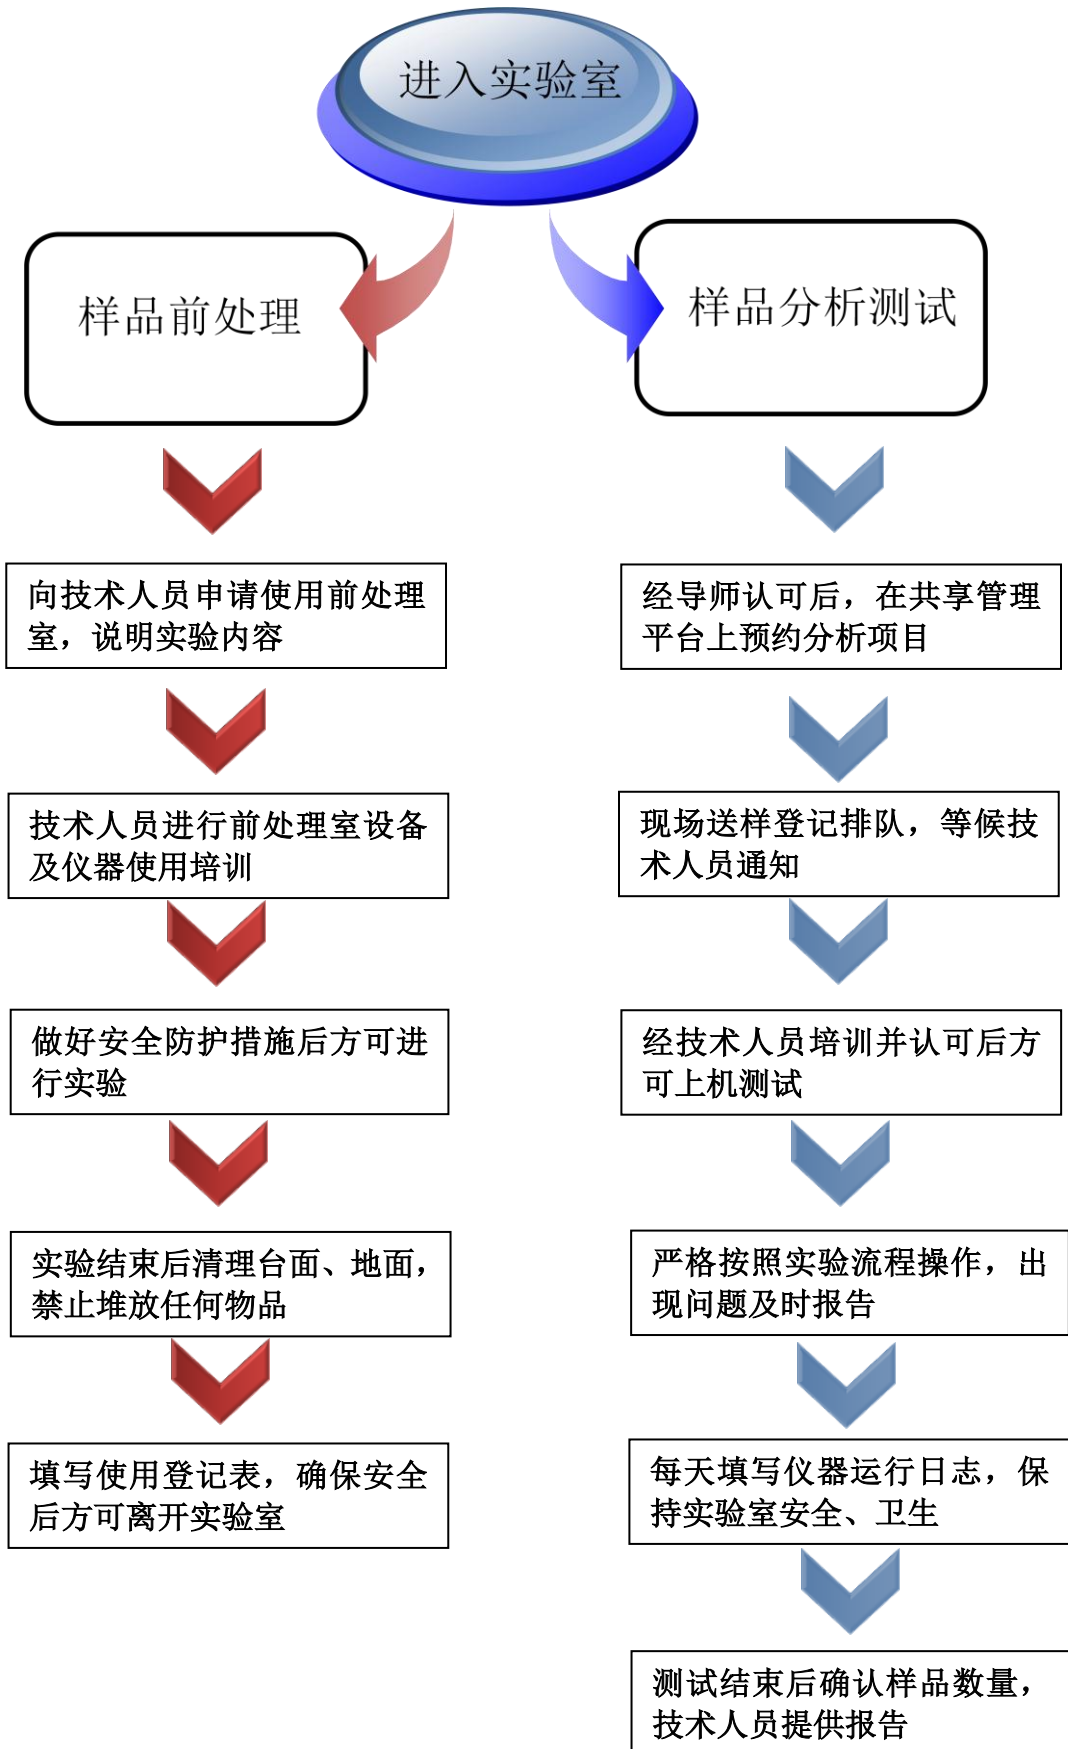 进入实验室
样品前处理
向技术人员申请使用前处理
室，说明实验内容
技术人员进行前处理室设备
及仪器使用培训
做好安全防护措施后方可进
行实验
实验结束后清理台面、地面，
禁止堆放任何物品
填写使用登记表，确保安全
后方可离开实验室
样品分析测试
经导师认可后，在共享管理
平台上预约分析项目
现场送样登记排队，等候技
术人员通知
经技术人员培训并认可后方
可上机测试
严格按照实验流程操作，出
现问题及时报告
每天填写仪器运行日志，保
持实验室安全、卫生
测试结束后确认样品数量，
技术人员提供报告